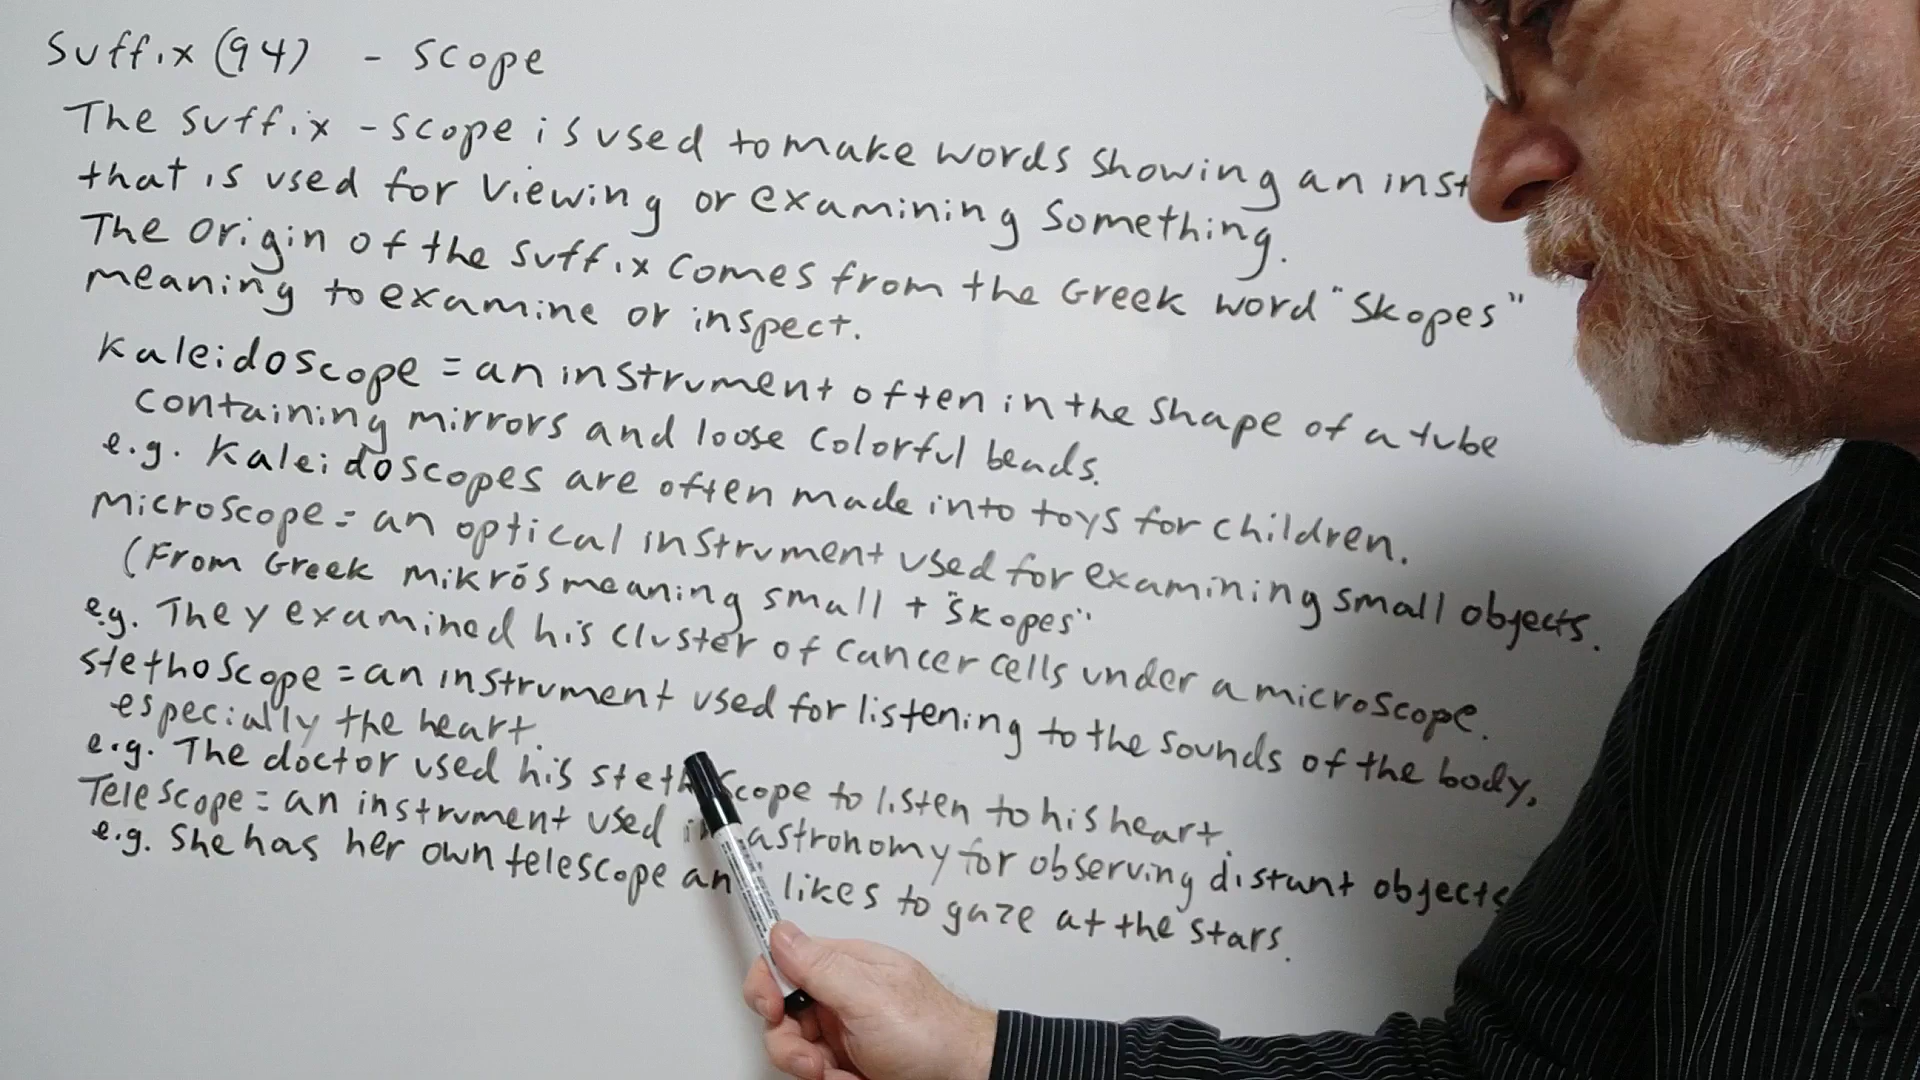 Suffix (94) - scope
The suffix -scope is used to make words showing an inst
that is used for viewing or examining something.
The origin of the suffix comes from the Greek word "Skopes"
meaning to examine or inspect.
Kaleidoscope = an instrument often in the shape of a tube
containing mirrors and loose colorful beads.
e.g. Kaleidoscopes are often made into toys for children.
Microscope = an optical instrument used for examining small objects.
(From Greek mikrós meaning small + "skopes"
e.g. They examined his cluster of cancer cells under a microscope.
Stethoscope = an instrument used for listening to the sounds of the body,
especially the heart.
e.g. The doctor used his steth scope to listen to his heart.
Telescope = an instrument used in astronomy for observing distant objects
e.g. She has her own telescope an likes to gaze at the stars.